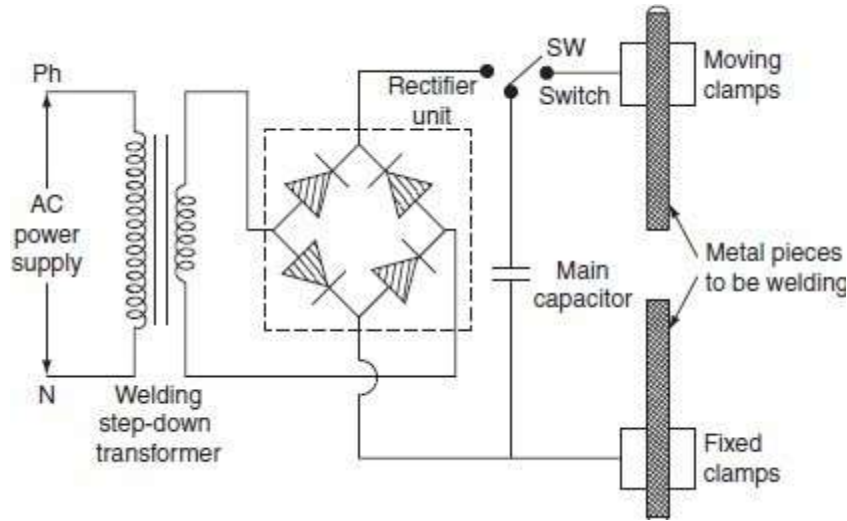 Ph
AC
power
supply
N
Welding
step-down
transformer
Rectifier
unit
SW
Switch
Main
capacitor
Moving
clamps
Metal pieces
to be welding
Fixed
clamps